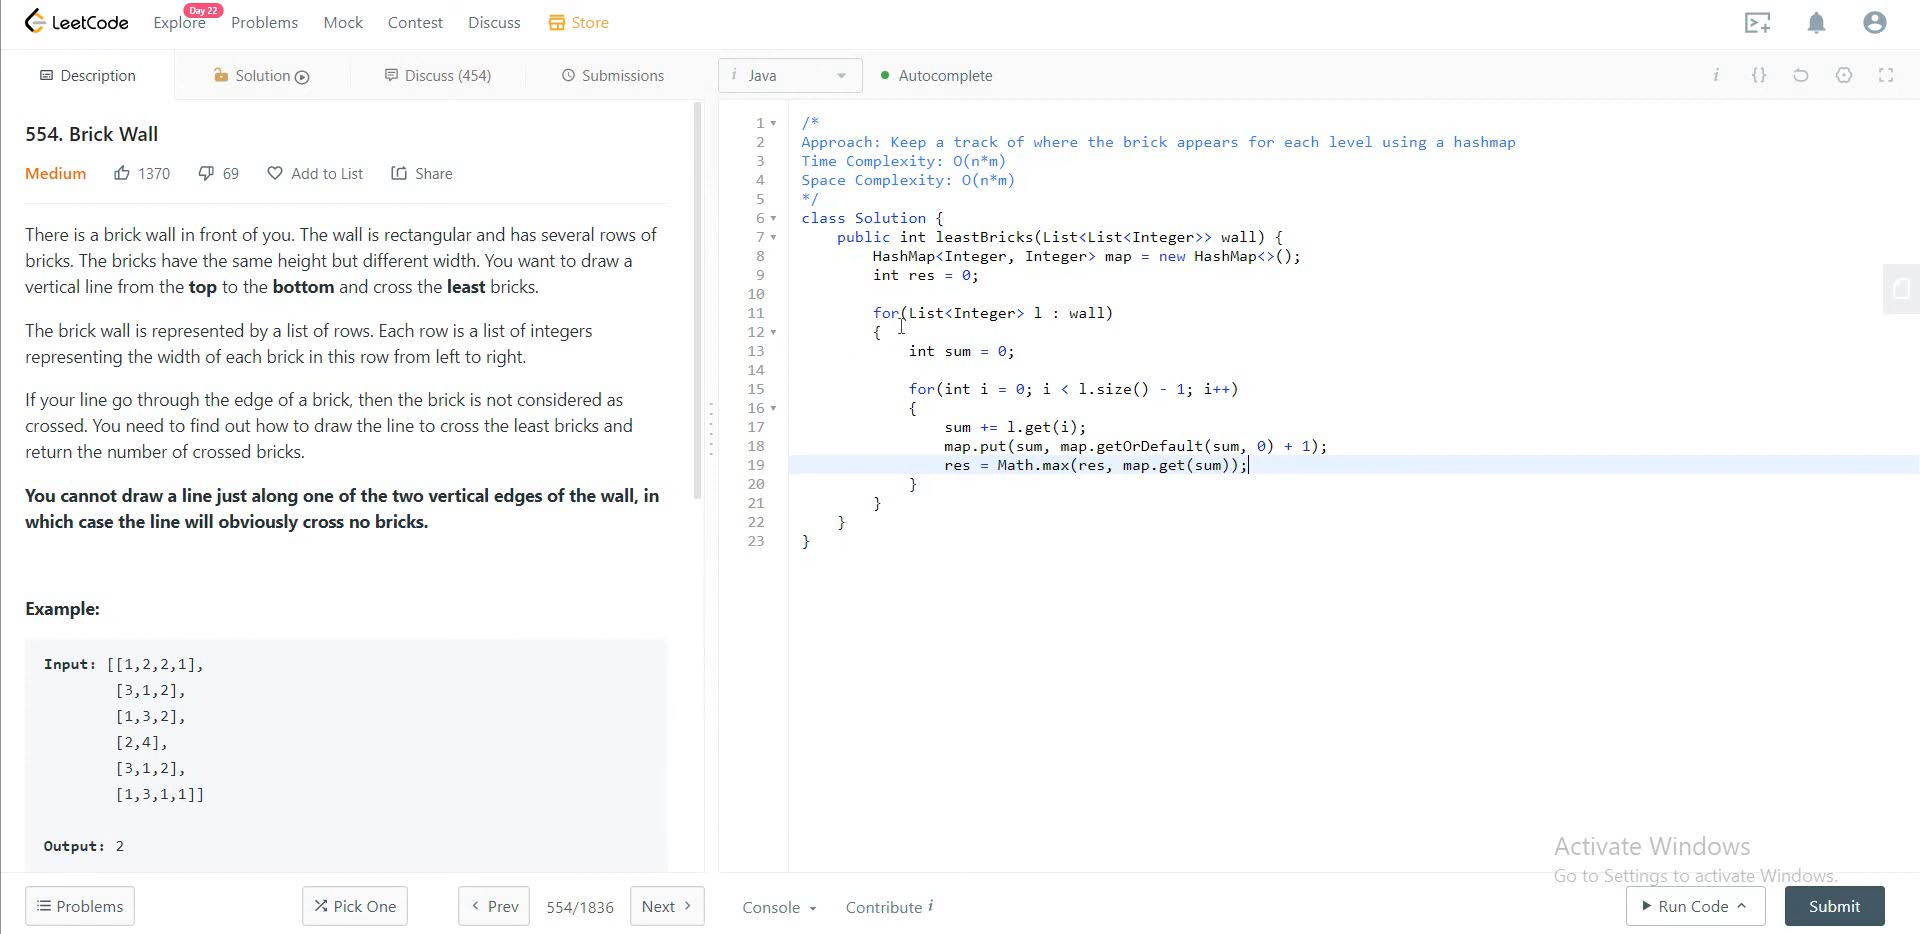 LeetCode Explore Day 22 Problems Mock Contest Discuss Store
Description Solution Discuss (454) Submissions
i Java Autocomplete i {}
554. Brick Wall
Medium 1370 69 Add to List Share
There is a brick wall in front of you. The wall is rectangular and has several rows of
bricks. The bricks have the same height but different width. You want to draw a
vertical line from the top to the bottom and cross the least bricks.
The brick wall is represented by a list of rows. Each row is a list of integers
representing the width of each brick in this row from left to right.
If your line go through the edge of a brick, then the brick is not considered as
crossed. You need to find out how to draw the line to cross the least bricks and
return the number of crossed bricks.
You cannot draw a line just along one of the two vertical edges of the wall, in
which case the line will obviously cross no bricks.
Example:
Input: [[1,2,2,1],
[3,1,2],
[1,3,2],
[2,4],
[3,1,2],
[1,3,1,1]]
Output: 2
1 /*
2 Approach: Keep a track of where the brick appears for each level using a hashmap
3 Time Complexity: O(n*m)
4 Space Complexity: O(n*m)
5 */
6 class Solution {
7 public int leastBricks(List<List<Integer>> wall) {
8 HashMap<Integer, Integer> map = new HashMap<>();
9 int res = 0;
10
11 for(List<Integer> l : wall)
12 {
13 int sum = 0;
14
15 for(int i = 0; i < l.size() - 1; i++)
16 {
17 sum += l.get(i);
18 map.put(sum, map.getOrDefault(sum, 0) + 1);
19 res = Math.max(res, map.get(sum));
20 }
21 }
22 }
23 }
Activate Windows
Go to Settings to activate Windows.
Problems Pick One < Prev 554/1836 Next > Console Contribute i Run Code Submit